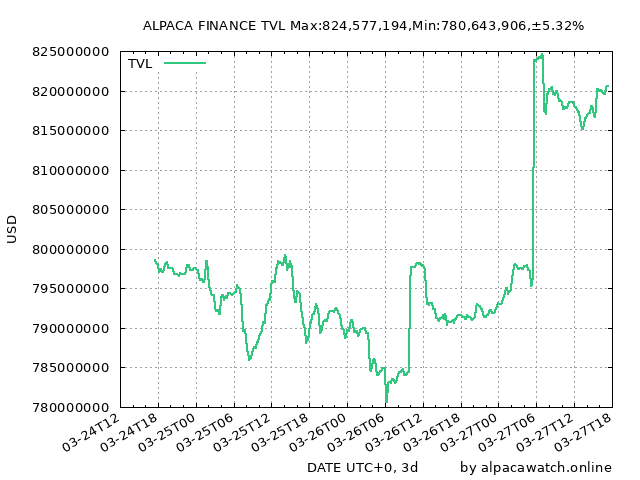 ALPACA FINANCE TVL Max:824,577,194,Min:780,643,906,±5.32%
TVL
825000000
820000000
815000000
810000000
805000000
800000000
795000000
790000000
785000000
780000000
USD
03-24T12
03-24T18
03-25T00
03-25T06
03-25T12
03-25T18
03-26T00
03-26T06
03-26T12
03-26T18
03-27T00
03-27T06
03-27T12
03-27T18
DATE UTC+0, 3d
by alpacawatch.online